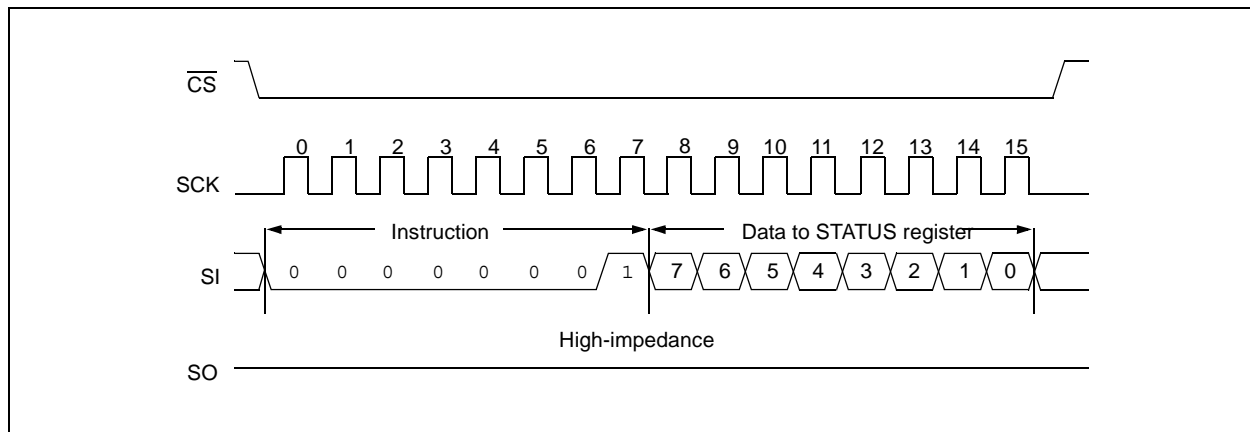 CS
0 1 2 3 4 5 6 7 8 9 10 11 12 13 14 15
SCK
Instruction Data to STATUS register
SI 0 0 0 0 0 0 0 1 7 6 5 4 3 2 1 0
High-impedance
SO